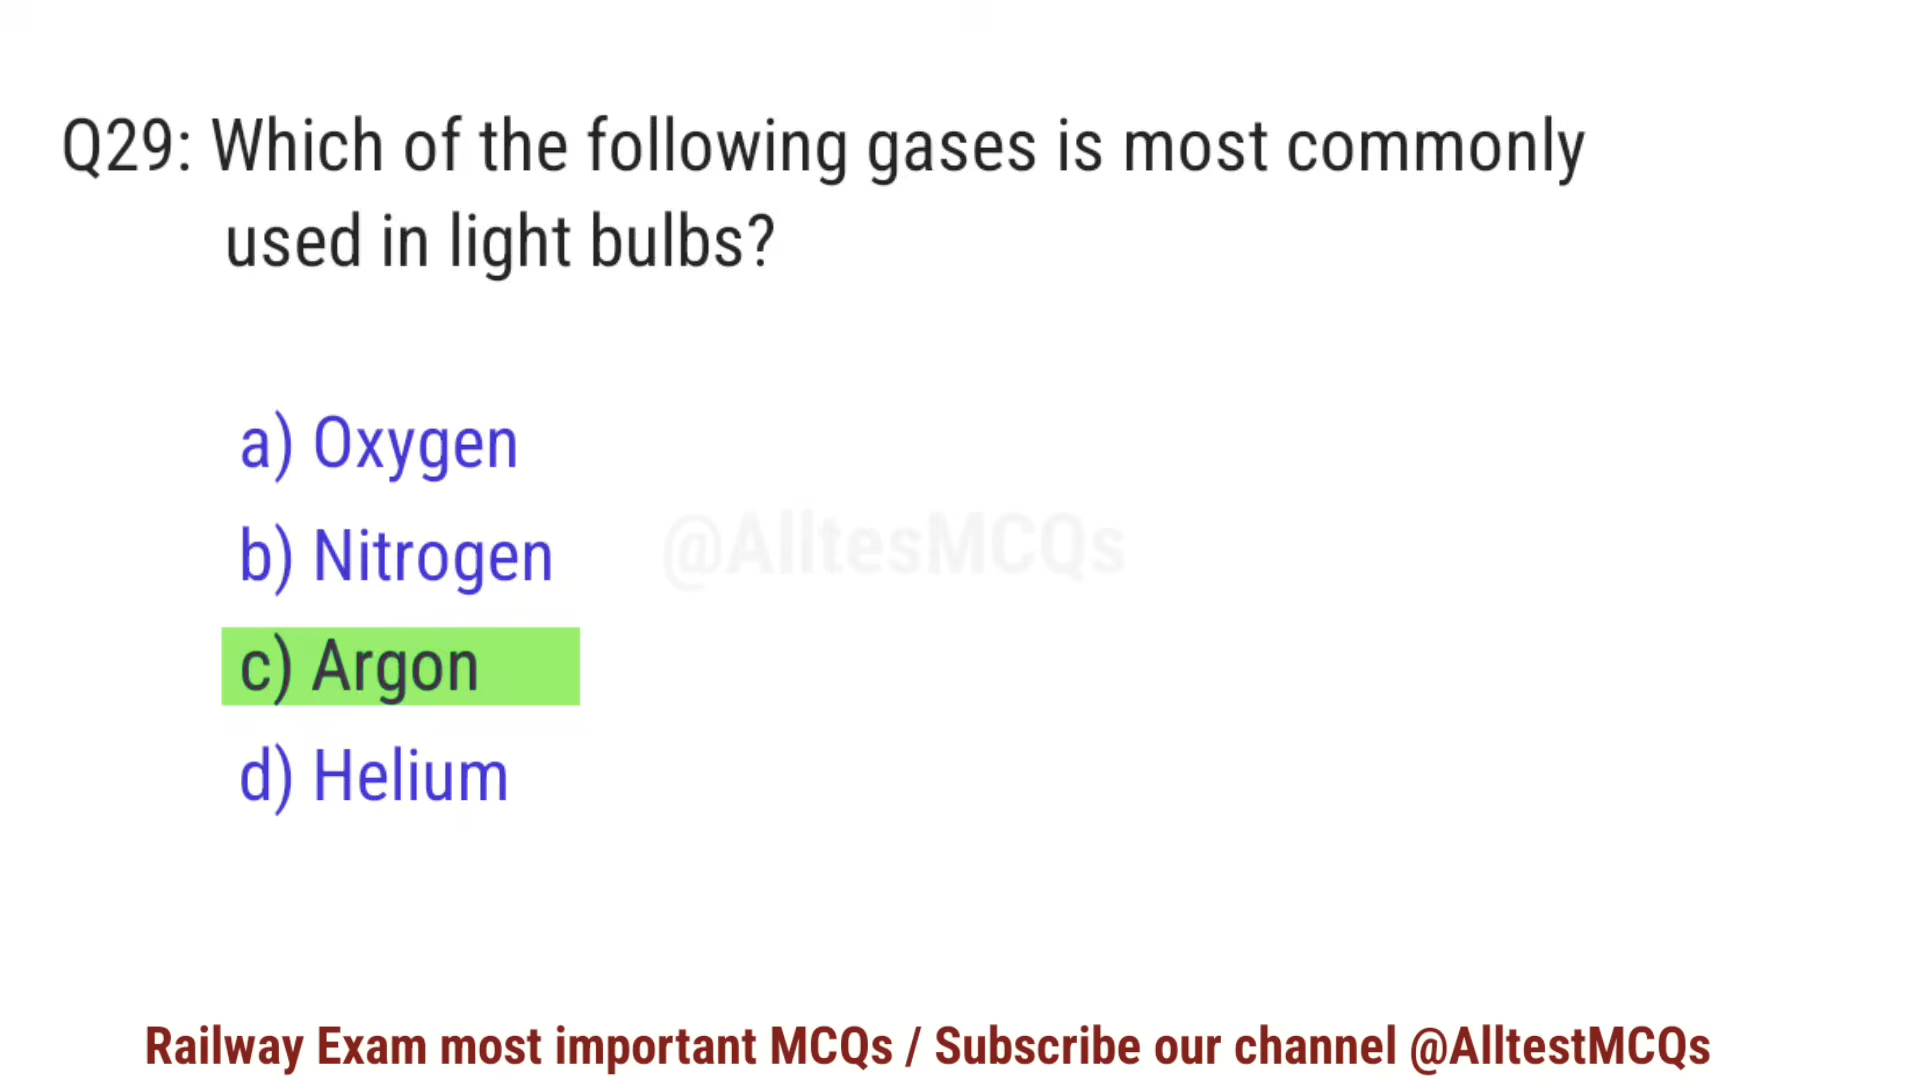 Q29: Which of the following gases is most commonly
used in light bulbs?
a) Oxygen
b) Nitrogen
@AlltesMCQs
c) Argon
d) Helium
Railway Exam most important MCQs / Subscribe our channel @AlltestMCQs